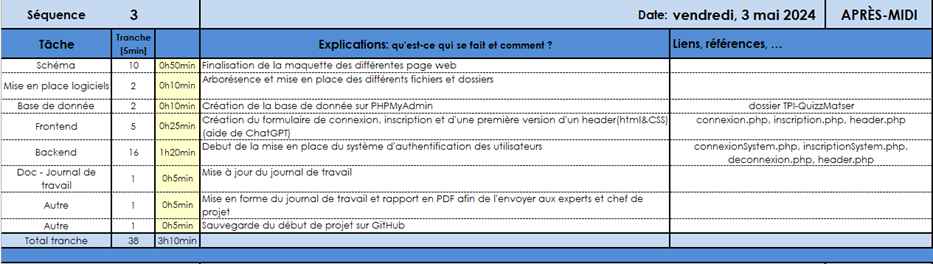 Séquence 3 Date: vendredi, 3 mai 2024 APRÈS-MIDI
Tâche Tranche [5min] Explications: qu'est-ce qui se fait et comment ? Liens, références, …
Schéma 10 0h50min Finalisation de la maquette des différentes page web
Mise en place logiciels 2 0h10min Arborésence et mise en place des différents fichiers et dossiers
Base de donnée 2 0h10min Création de la base de donnée sur PHPMyAdmin dossier TPI-QuizzMatser
Frontend 5 0h25min Création du formulaire de connexion, inscription et d'une première version d'un header(html&CSS) connexion.php, inscription.php, header.php
(aide de ChatGPT)
Backend 16 1h20min Debut de la mise en place du système d'authentification des utilisateurs connexionSystem.php, inscriptionSystem.php,
deconnexion.php, header.php
Doc - Journal de
travail 1 0h5min Mise à jour du journal de travail
Autre 1 0h5min Mise en forme du journal de travail et rapport en PDF afin de l'envoyer aux experts et chef de
projet
Autre 1 0h5min Sauvegarde du début de projet sur GitHub
Total tranche 38 3h10min